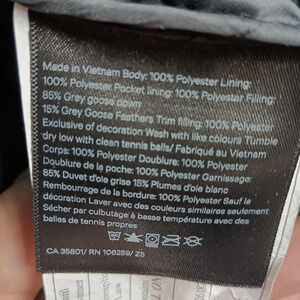 Made in Vietnam Body: 100% Polyester Lining:
100% Polyester Pocket lining: 100% Polyester Filling:
85% Grey goose down
15% Grey Goose Feathers Trim filling: 100% Polyester
Exclusive of decoration Wash with like colours Tumble
dry low with clean tennis balls/ Fabriqué au Vietnam
Corps: 100% Polyester Doublure: 100% Polyester
Doublure de la poche: 100% Polyester Garnissage:
85% Duvet d'oie grise 15% Plumes d'oie blanc
Rembourrage de la bordure: 100% Polyester Sauf la
décoration Laver avec des couleurs similaires seulement
Sécher par culbutage à basse température avec des
balles de tennis propres
CA 35801/ RN 106259/ Z5